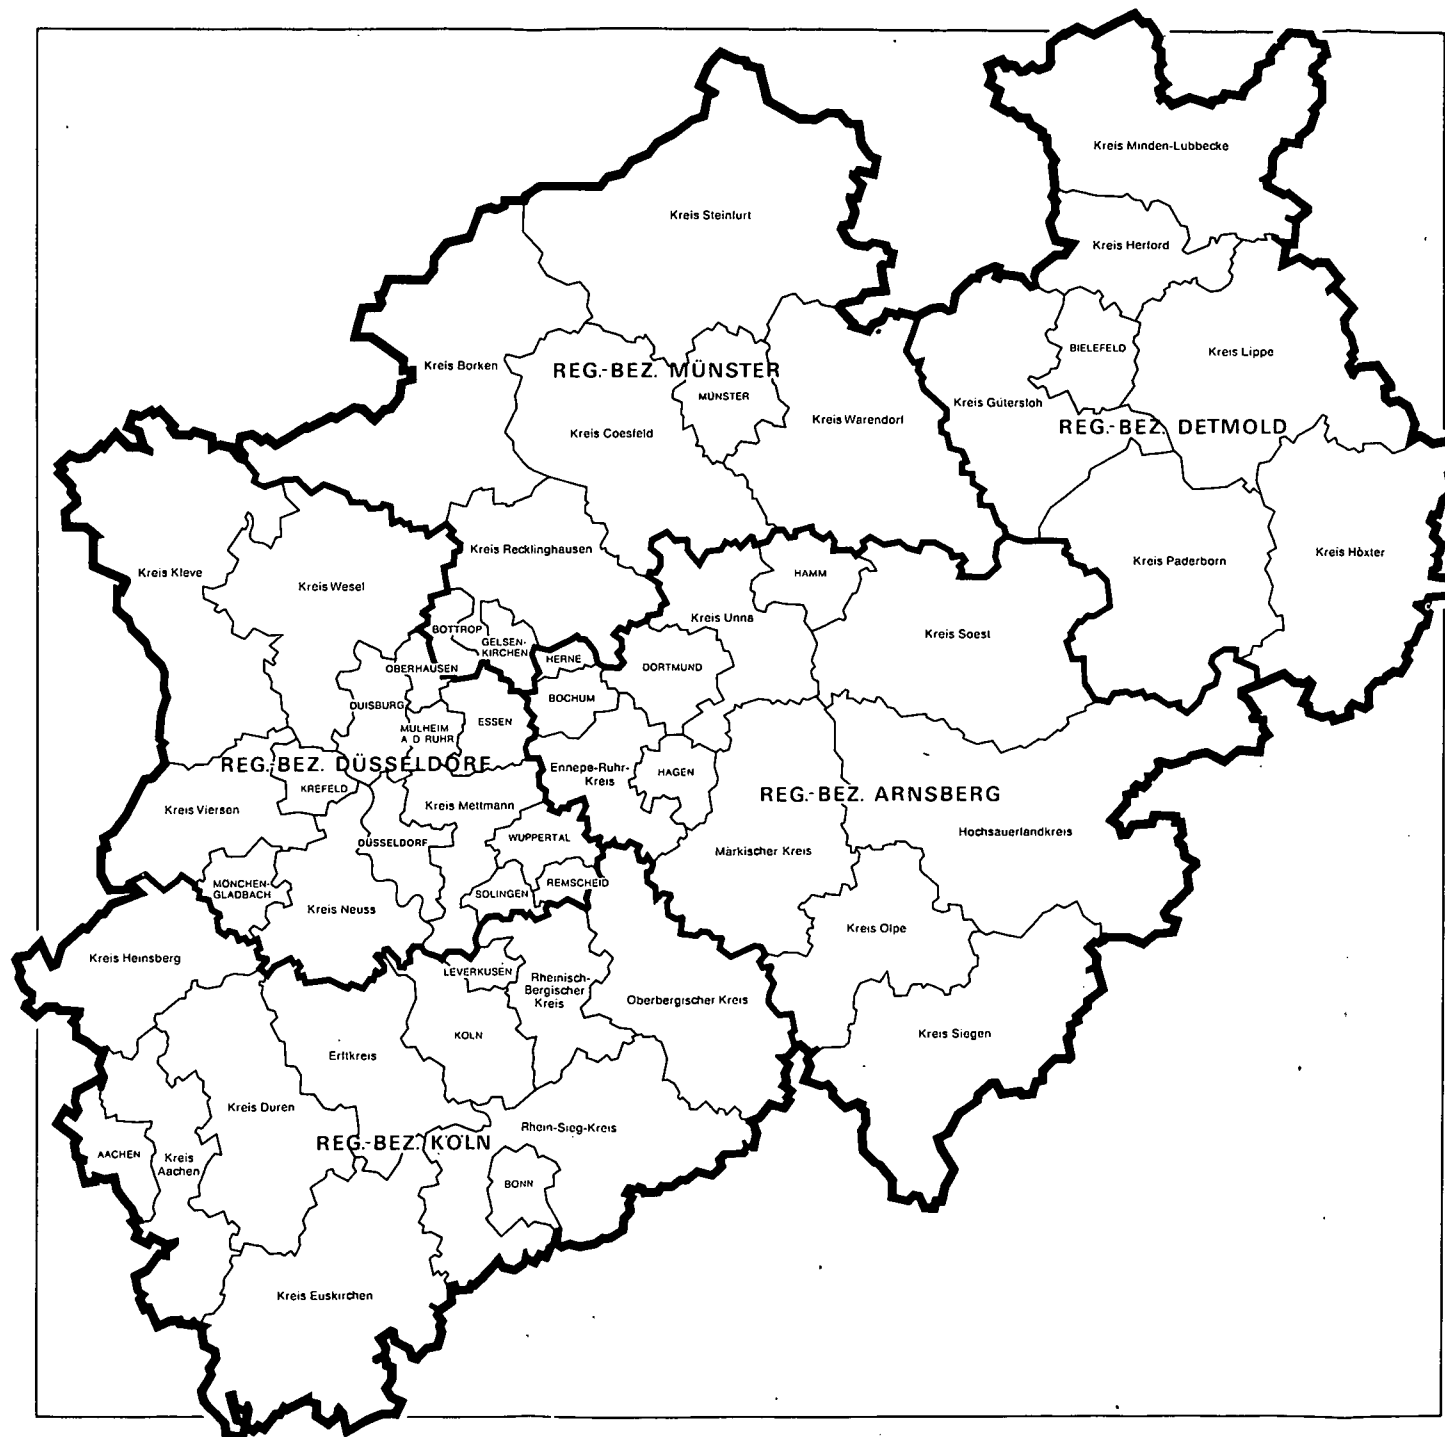 Kreis Minden-Lubbecke
Kreis Steinfurt
Kreis Herford
Kreis Borken
REG.-BEZ. MÜNSTER
MÜNSTER
BIELEFELD
Kreis Lippe
Kreis Gütersloh
Kreis Warendorf
Kreis Coesfeld
REG.-BEZ. DETMOLD
Kreis Recklinghausen
Kreis Höxter
Kreis Paderborn
Kreis Kleve
Kreis Wesel
HAMM
Kreis Unna
Kreis Soest
BOTTROP
GELSEN-
KIRCHEN
HERNE
OBERHAUSEN
DORTMUND
BOCHUM
DUISBURG
MULHEIM
A D RUHR
ESSEN
REG.-BEZ. DÜSSELDORF
KREFELD
Ennepe-Ruhr-
Kreis
HAGEN
REG.-BEZ. ARNSBERG
Kreis Viersen
Kreis Mettmann
Hochsauerlandkreis
DÜSSELDORF
WUPPERTAL
Märkischer Kreis
MÖNCHEN-
GLADBACH
SOLINGEN
REMSCHEID
Kreis Neuss
Kreis Olpe
Kreis Heinsberg
LEVERKUSEN
Rheinisch-
Bergischer
Kreis
Oberbergischer Kreis
KÖLN
Kreis Siegen
Erftkreis
Kreis Duren
Rhein-Sieg-Kreis
REG.-BEZ. KÖLN
AACHEN
Kreis
Aachen
BONN
Kreis Euskirchen